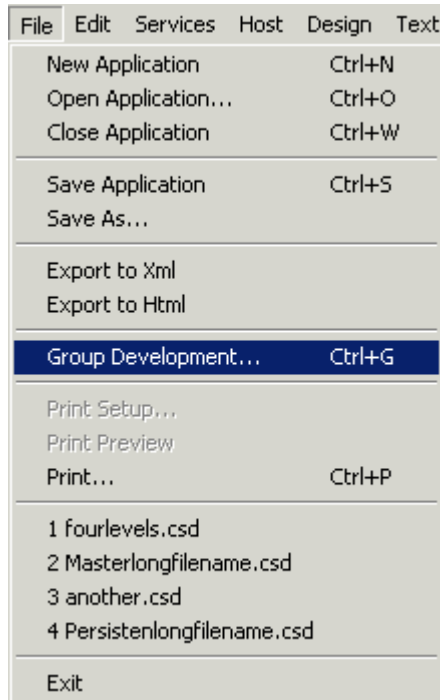 File Edit Services Host Design Text
New Application Ctrl+N
Open Application... Ctrl+O
Close Application Ctrl+W
Save Application Ctrl+S
Save As...
Export to Xml
Export to Html
Group Development... Ctrl+G
Print Setup...
Print Preview
Print... Ctrl+P
1 fourlevels.csd
2 Masterlongfilename.csd
3 another.csd
4 Persistenlongfilename.csd
Exit